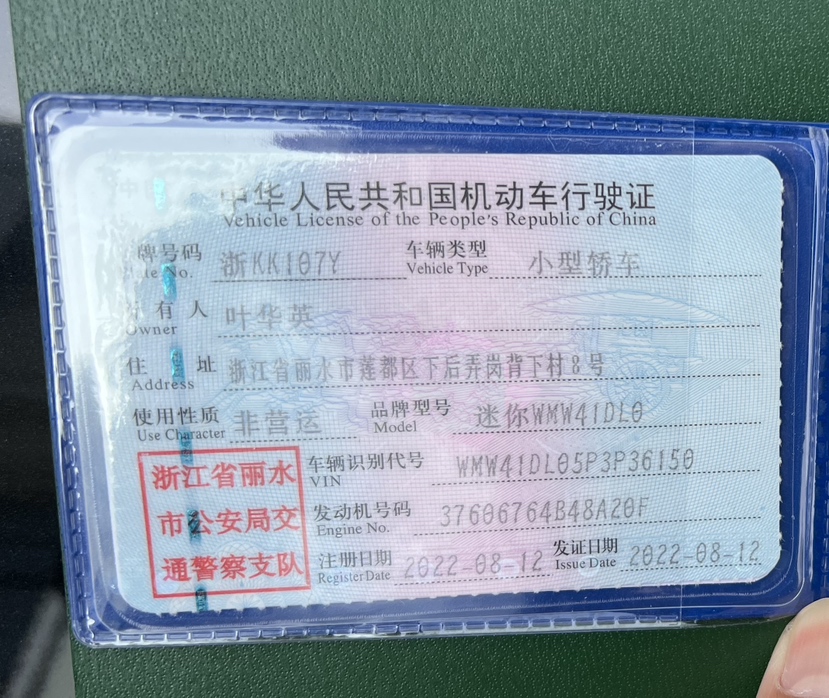 中华人民共和国机动车行驶证
Vehicle License of the People's Republic of China
牌号码 浙KK107Y 车辆类型 小型轿车
Plate No. Vehicle Type
所有人 叶华英
Owner
住址 浙江省丽水市莲都区下后弄岗背下村8号
Address
使用性质 非营运 品牌型号 迷你WMW41DL0
Use Character Model
浙江省丽水
市公安局交
通警察支队
车辆识别代号 WMW41DL05P3P36150
VIN
发动机号码 37606764B48A20F
Engine No.
注册日期 2022-08-12 发证日期 2022-08-12
Register Date Issue Date